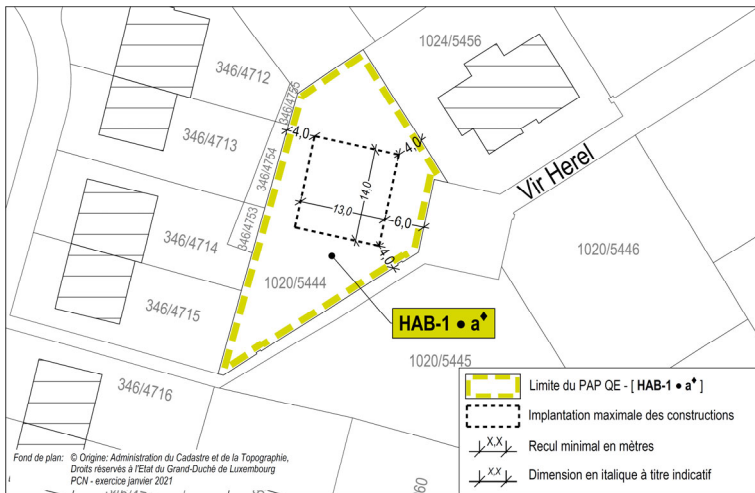 1024/5456
346/4712
346/4755
346/4713
4,0
4,0
346/4754
Vir Herel
14,0
13,0
6,0
346/4753
346/4714
1020/5446
4,0
1020/5444
346/4715
HAB-1 • a♦
1020/5445
346/4716
Limite du PAP QE - [ HAB-1 • a♦ ]
Implantation maximale des constructions
X,X Recul minimal en mètres
X,X Dimension en italique à titre indicatif
Fond de plan: © Origine: Administration du Cadastre et de la Topographie,
Droits réservés à l'Etat du Grand-Duché de Luxembourg
PCN - exercice janvier 2021